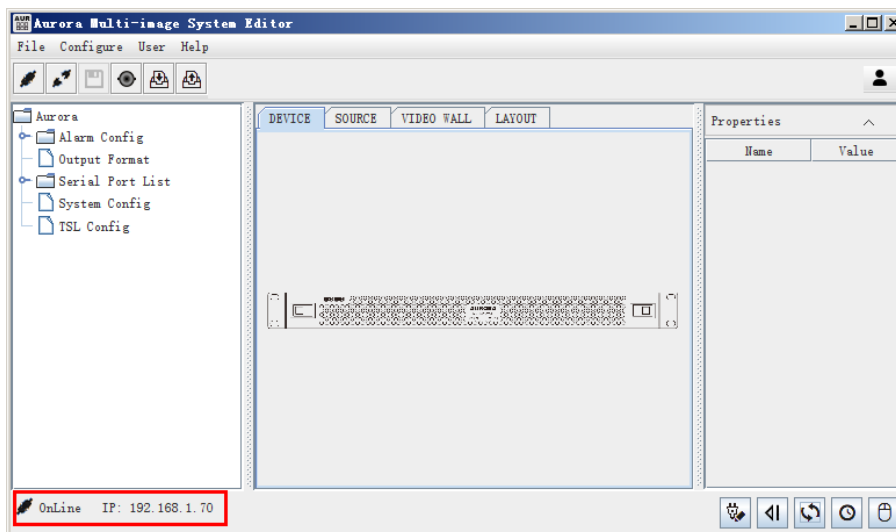 Aurora Multi-image System Editor
File Configure User Help
Aurora
Alarm Config
Output Format
Serial Port List
System Config
TSL Config
DEVICE SOURCE VIDEO WALL LAYOUT
AURORA
Properties
Name Value
OnLine IP: 192.168.1.70